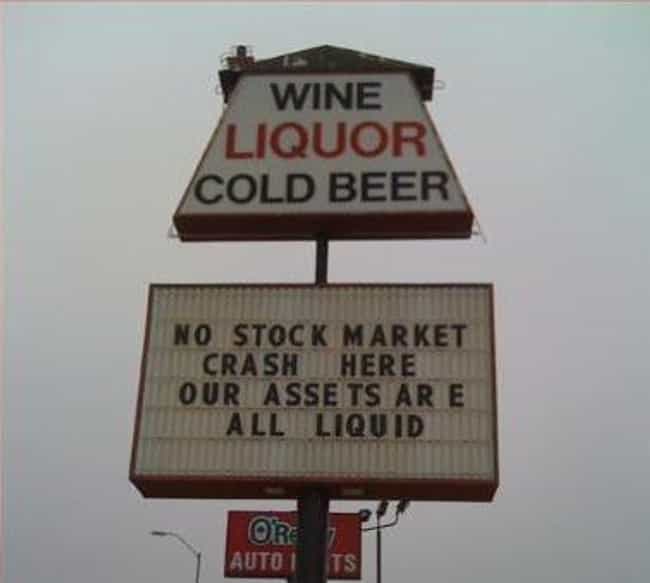 WINE
LIQUOR
COLD BEER
NO STOCK MARKET
CRASH HERE
OUR ASSETS ARE
ALL LIQUID
AUTO